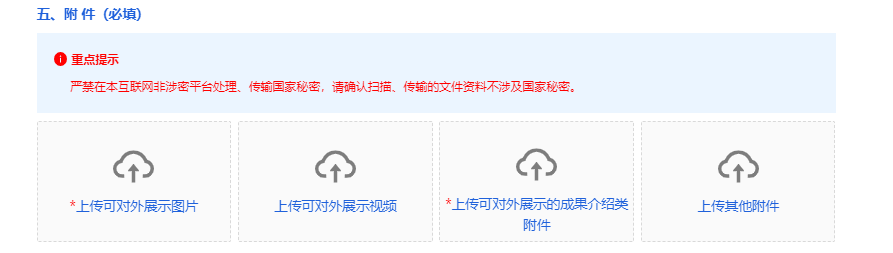 五、附 件（必填）
重点提示
严禁在本互联网非涉密平台处理、传输国家秘密，请确认扫描、传输的文件资料不涉及国家秘密。
*上传可对外展示图片
上传可对外展示视频
*上传可对外展示的成果介绍类
附件
上传其他附件